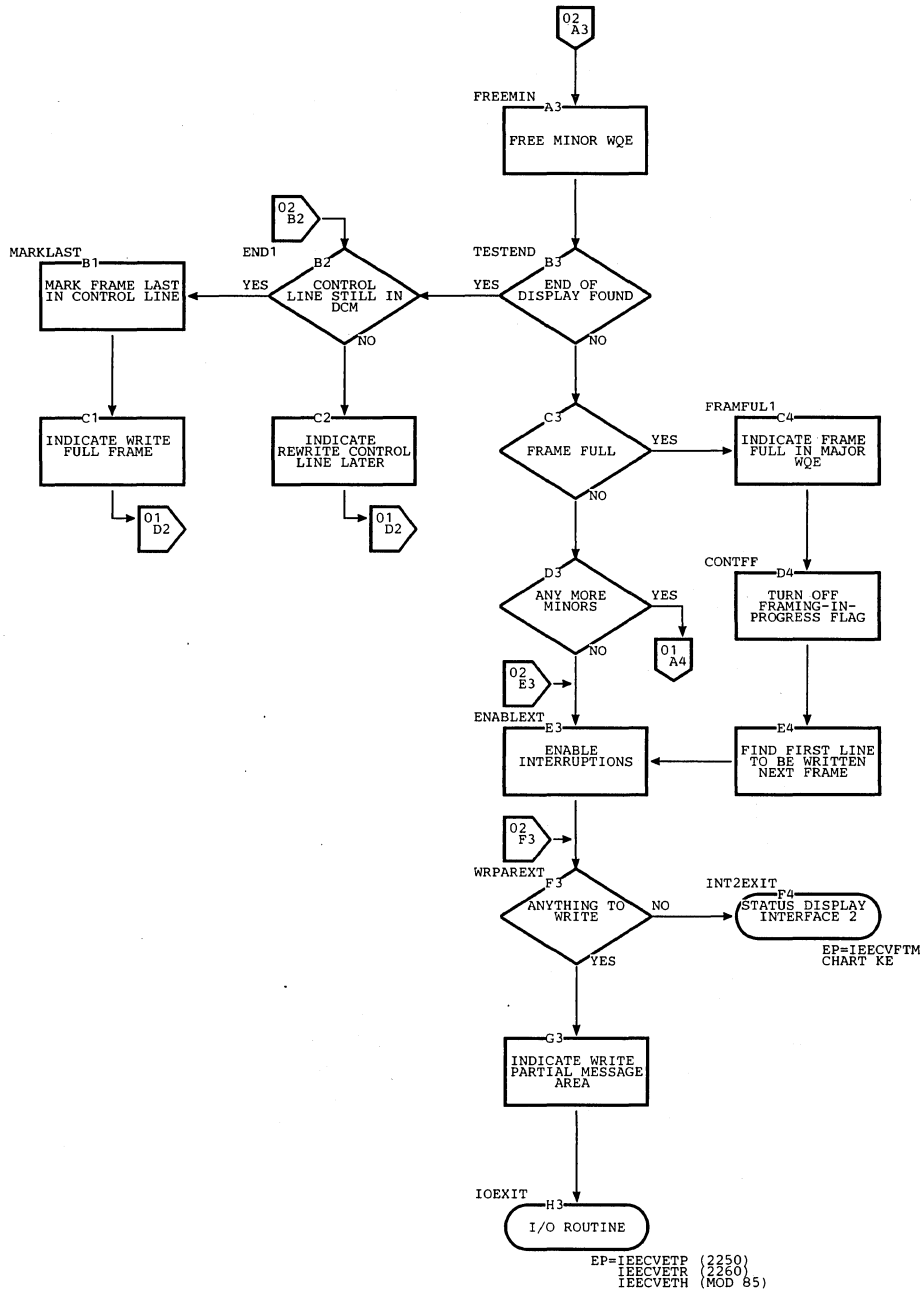 02
A3
FREEMIN
A3
FREE MINOR WQE
02
B2
END1
TESTEND
MARKLAST
B1
MARK FRAME LAST
IN CONTROL LINE
YES
B2
CONTROL
LINE STILL IN
DCM
NO
YES
B3
END OF
DISPLAY FOUND
NO
C1
INDICATE WRITE
FULL FRAME
C2
INDICATE
REWRITE CONTROL
LINE LATER
C3
FRAME FULL
YES
NO
FRAMFUL1
C4
INDICATE FRAME
FULL IN MAJOR
WQE
01
D2
01
D2
D3
ANY MORE
MINORS
YES
NO
01
A4
CONTFF
D4
TURN OFF
FRAMING-IN-
PROGRESS FLAG
02
E3
ENABLEXT
E3
ENABLE
INTERRUPTIONS
E4
FIND FIRST LINE
TO BE WRITTEN
NEXT FRAME
02
F3
WRPAREXT
F3
ANYTHING TO
WRITE
NO
YES
INT2EXIT
F4
STATUS DISPLAY
INTERFACE 2
EP=IEECVFTM
CHART KE
G3
INDICATE WRITE
PARTIAL MESSAGE
AREA
IOEXIT
H3
I/O ROUTINE
EP=IEECVETP (2250)
IEECVETR (2260)
IEECVETH (MOD 85)